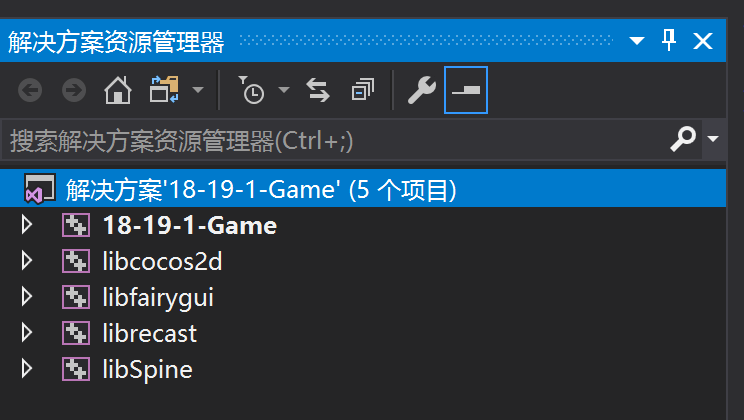 解决方案资源管理器
搜索解决方案资源管理器(Ctrl+;)
解决方案'18-19-1-Game' (5 个项目)
18-19-1-Game
libcocos2d
libfairygui
librecast
libSpine